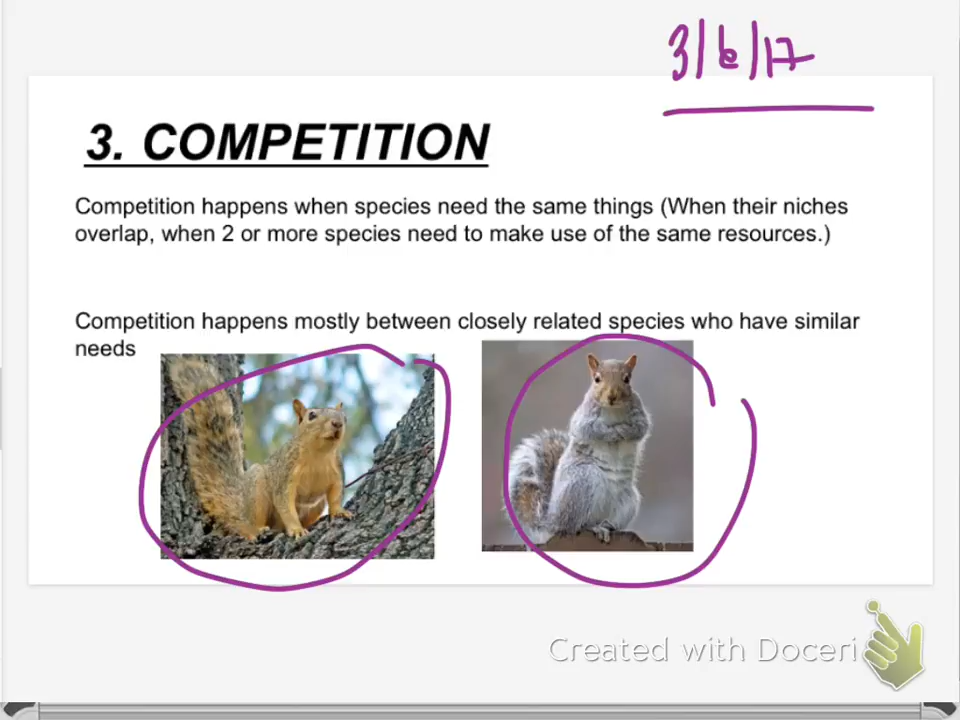 3/6/17
3. COMPETITION
Competition happens when species need the same things (When their niches
overlap, when 2 or more species need to make use of the same resources.)
Competition happens mostly between closely related species who have similar
needs
Created with Doceri